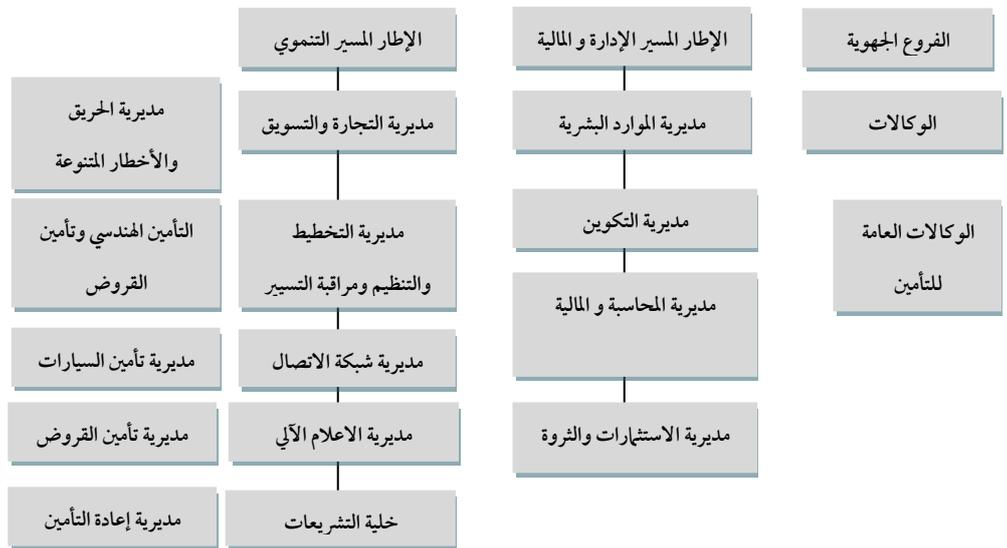 الفروع الجهوية
الوكالات
الوكالات العامة
للتأمين
الإطار المسير الإدارة و المالية
مديرية الموارد البشرية
مديرية التكوين
مديرية المحاسبة و المالية
مديرية الاستثمارات والثروة
الإطار المسير التنموي
مديرية التجارة والتسويق
مديرية التخطيط
والتنظيم ومراقبة التسيير
مديرية شبكة الاتصال
مديرية الاعلام الآلي
خلية التشريعات
مديرية الحريق
والأخطار المتنوعة
التأمين الهندسي وتأمين
القروض
مديرية تأمين السيارات
مديرية تأمين القروض
مديرية إعادة التأمين